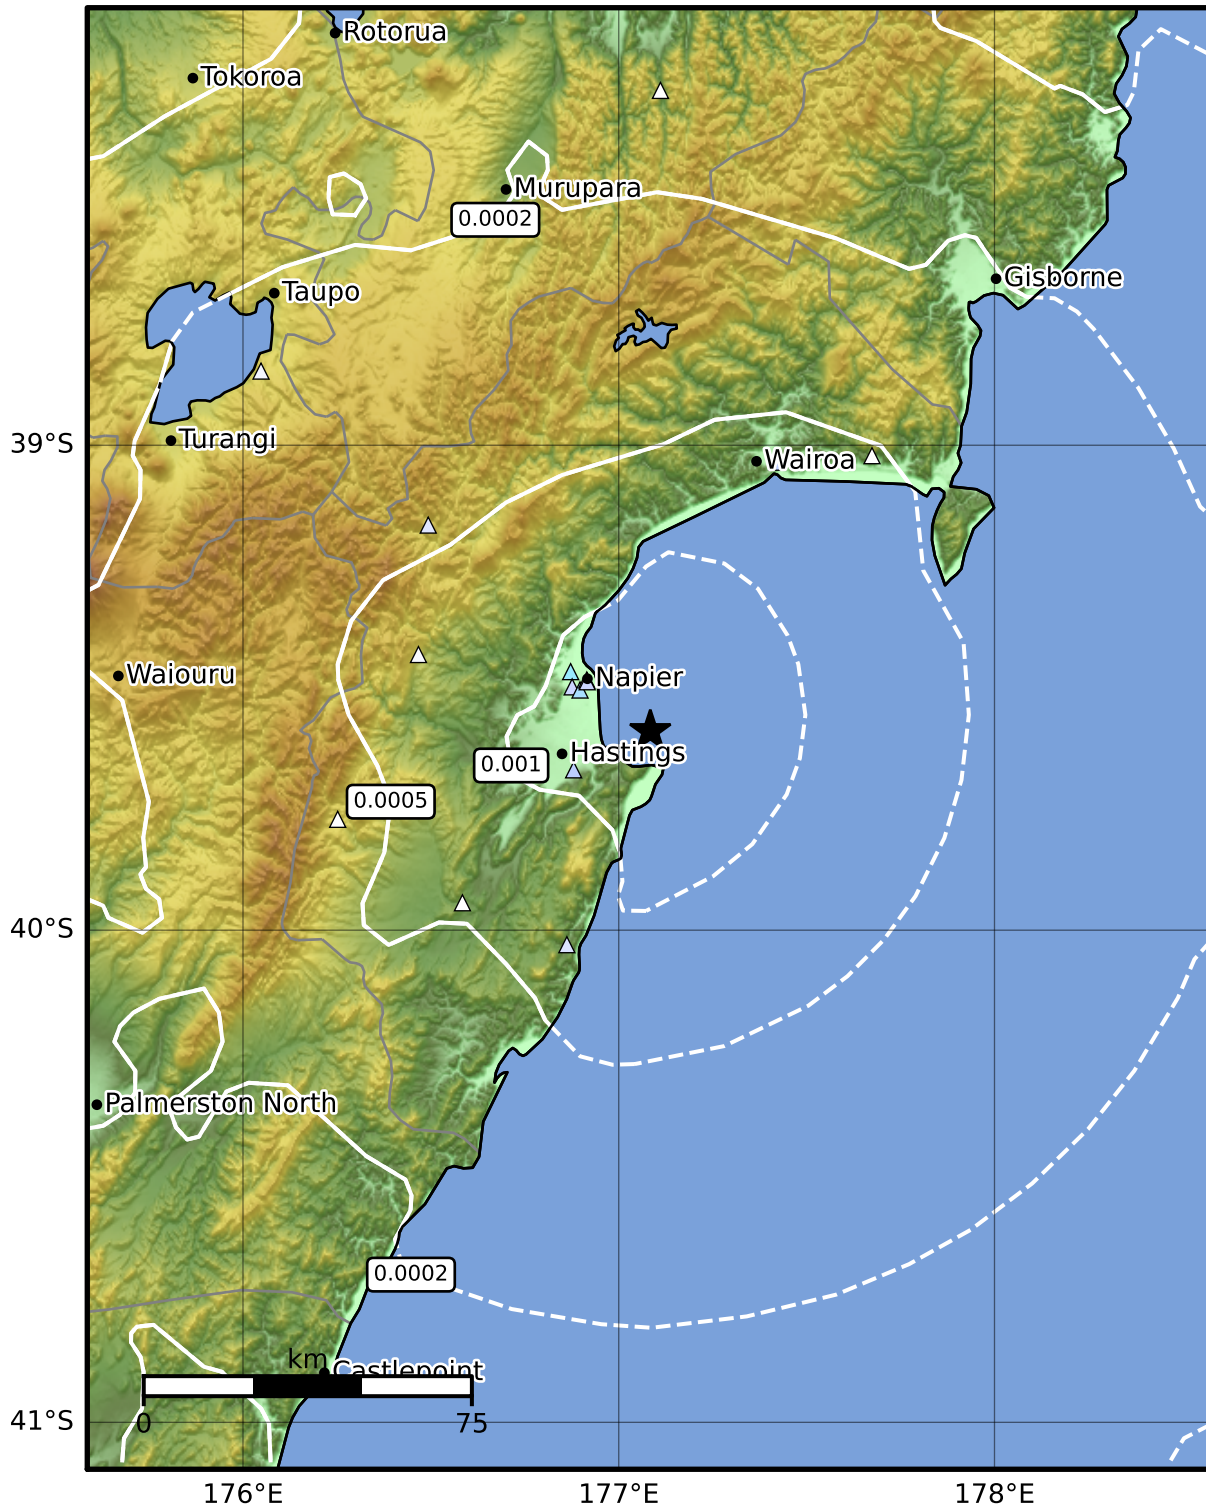 Rotorua
Tokoroa
Murupara
0.0002
Gisborne
Taupo
39°S
Turangi
Wairoa
Waiouru
Napier
Hastings
0.001
0.0005
40°S
Palmerston North
0.0002
km
Castlepoint
0
75
41°S
176°E
177°E
178°E